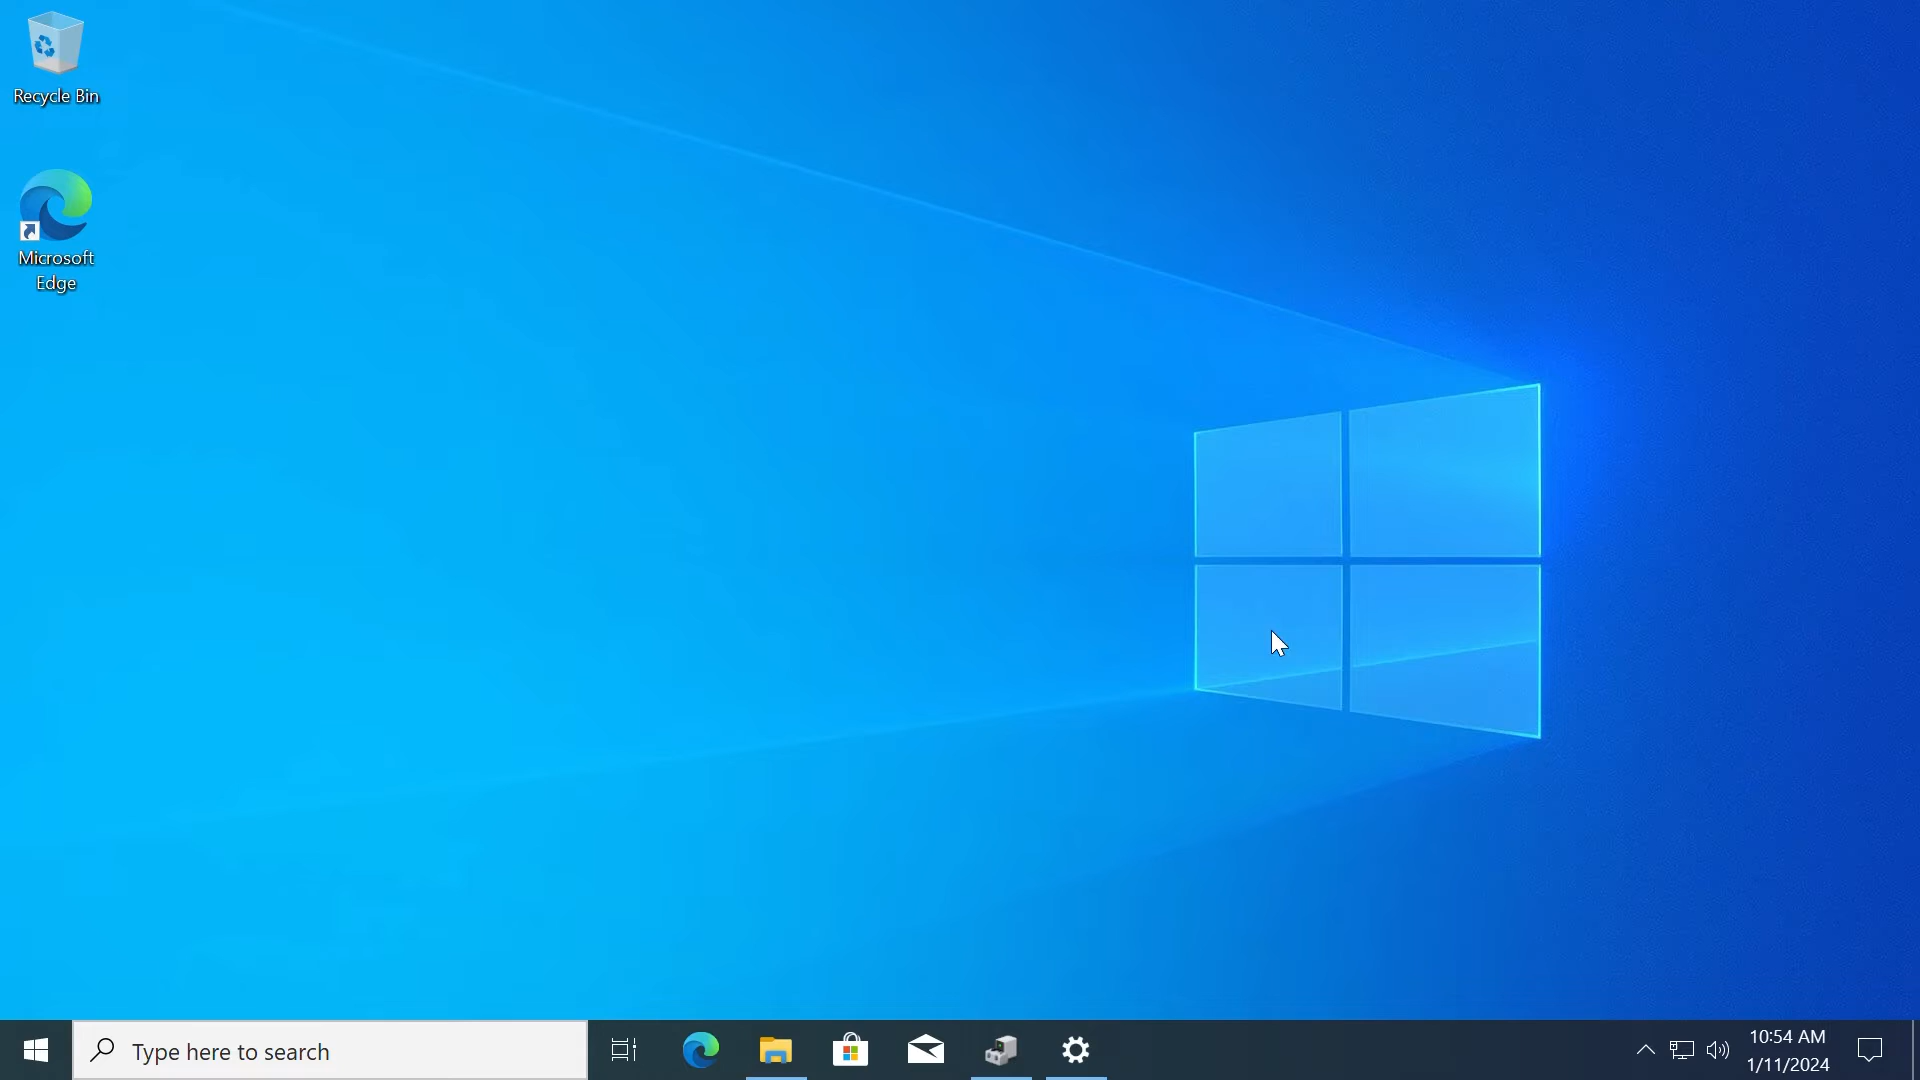 Recycle Bin
Microsoft
Edge
Type here to search
10:54 AM
1/11/2024